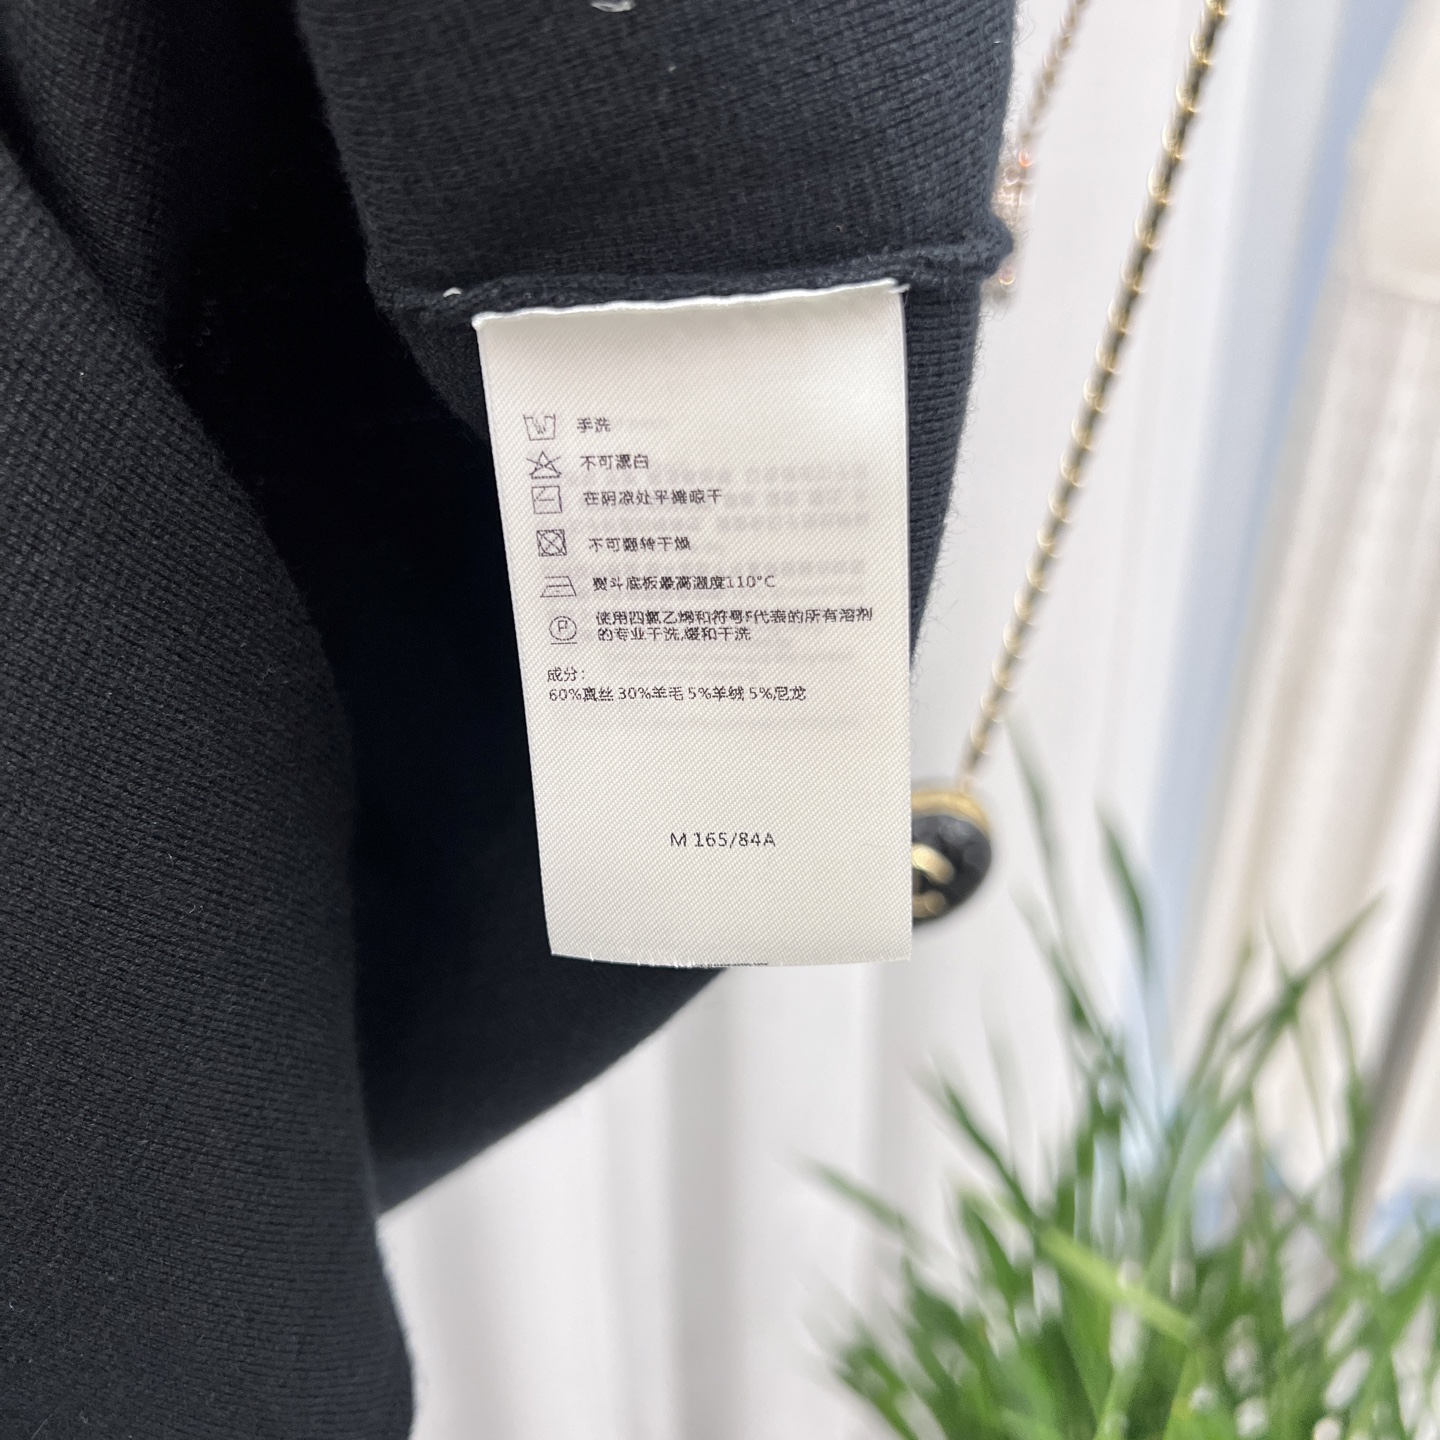 手洗
不可漂白
在阴凉处平摊晾干
不可翻转干燥
熨斗底板最高温度110°C
使用四氯乙烯和符号F代表的所有溶剂
的专业干洗,缓和干洗
成分:
60%真丝 30%羊毛 5%羊绒 5%尼龙
M 165/84A